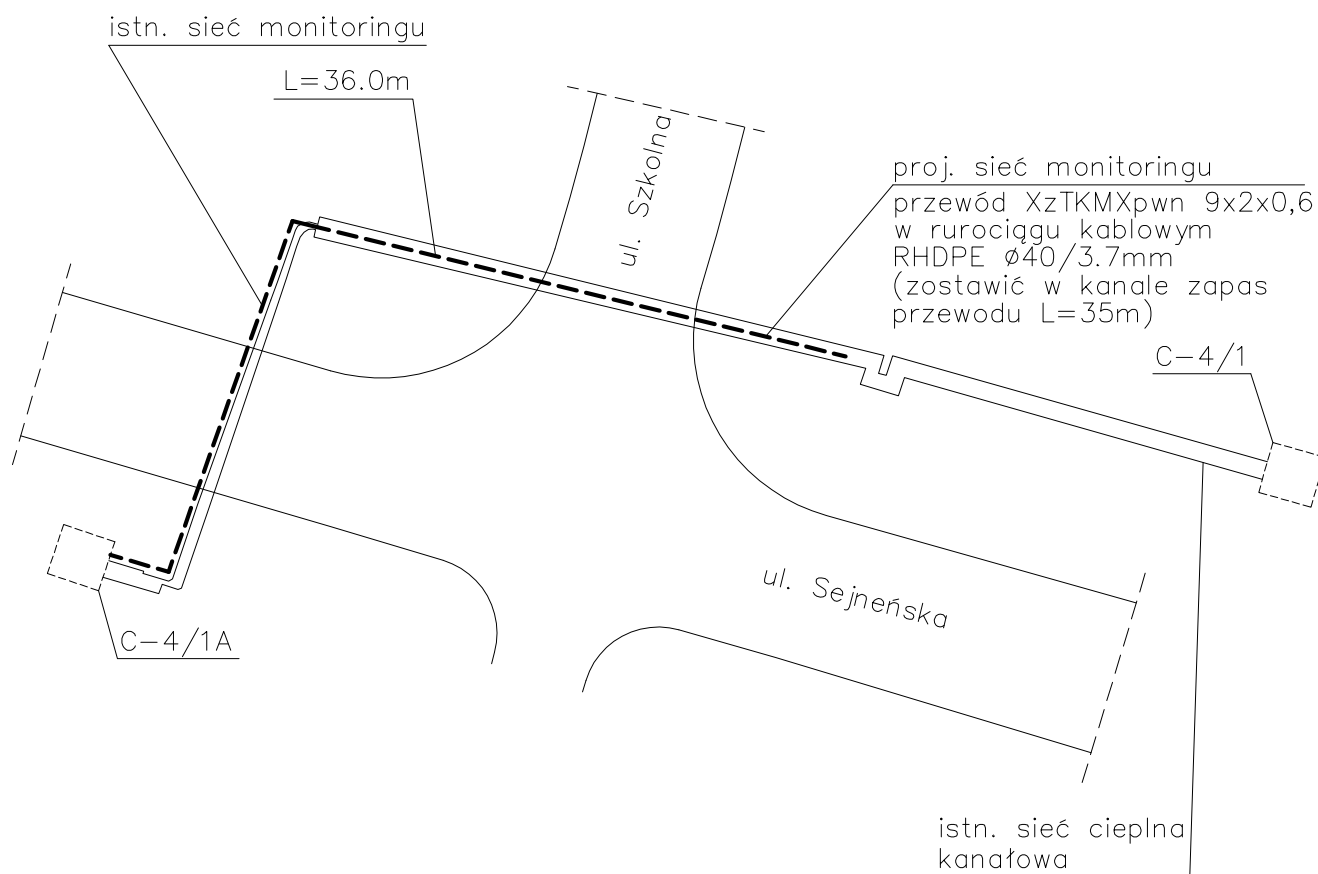 istn. sieć monitoringu
L=36.0m
ul. Szkolna
proj. sieć monitoringu
przewód XzTKMXpwn 9x2x0,6
w rurociągu kablowym
RHDPE ø40/3.7mm
(zostawić w kanale zapas
przewodu L=35m)
C-4/1
ul. Sejneńska
C-4/1A
istn. sieć cieplna
kanałowa